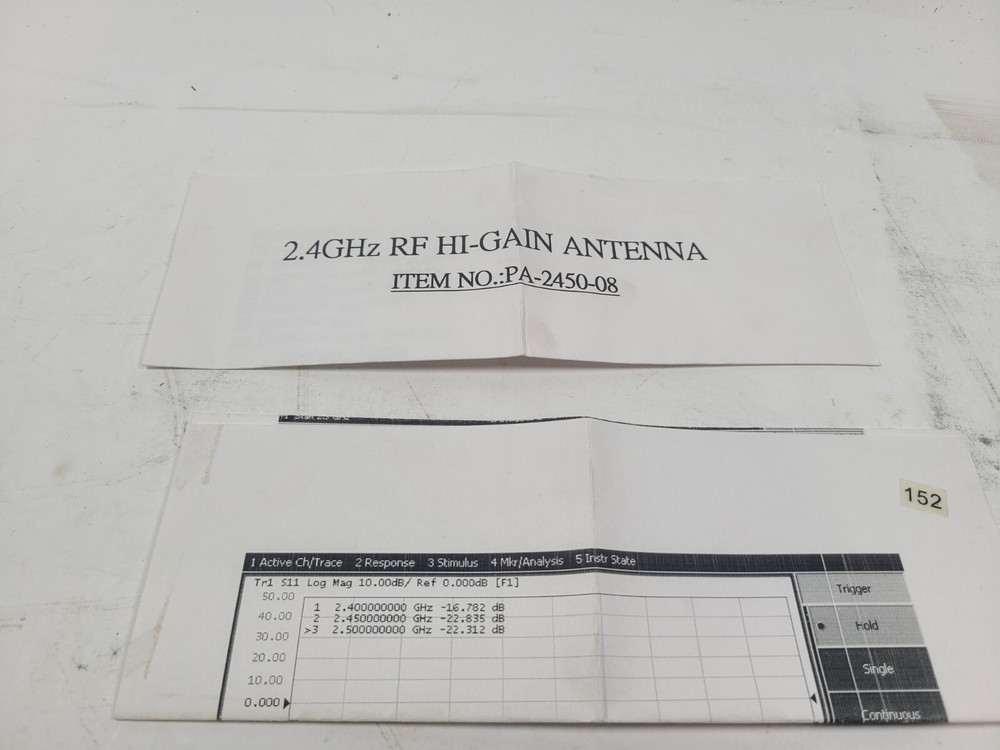 2.4GHz RF HI-GAIN ANTENNA
ITEM NO.:PA-2450-08
152
1 Active Ch/Trace 2 Response 3 Stimulus 4 Mkr/Analysis 5 Instr State
Tr1 S11 Log Mag 10.00dB/ Ref 0.000dB [F1]
Trigger
50.00
1 2.400000000 GHz -16.782 dB
40.00
2 2.450000000 GHz -22.835 dB
Hold
30.00
>3 2.500000000 GHz -22.312 dB
20.00
Single
10.00
0.000
Continuous